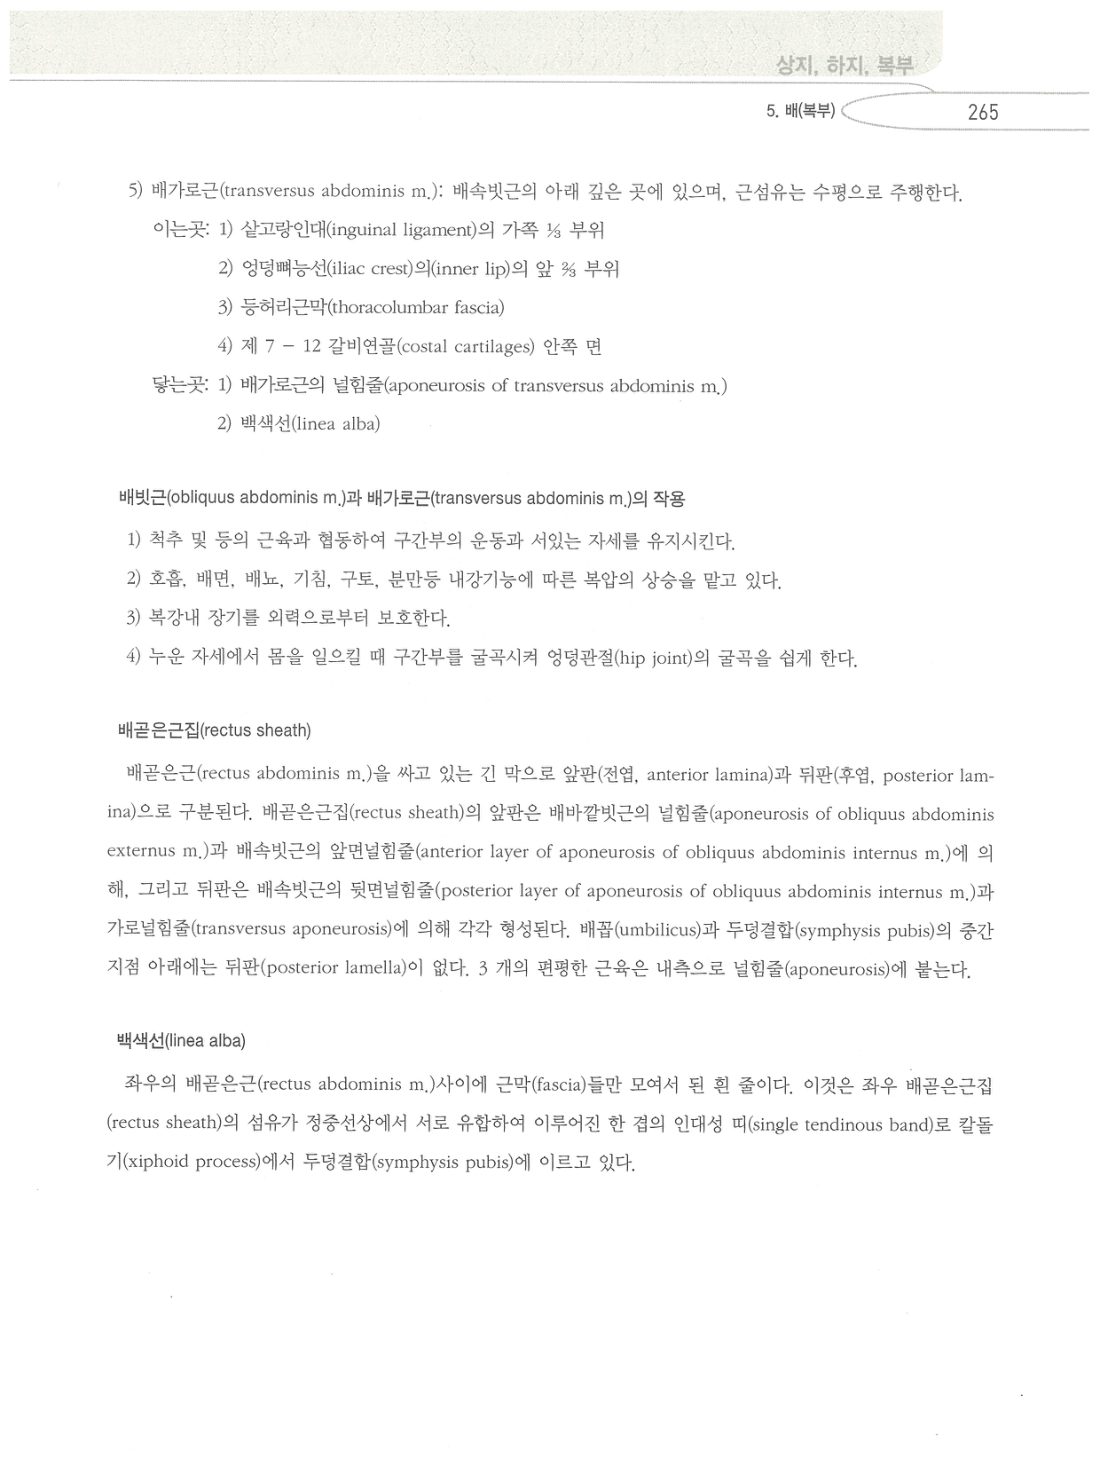 상지, 하지, 복부
5. 배(복부)
265
5) 배가로근(transversus abdominis m.): 배속빗근의 아래 깊은 곳에 있으며, 근섬유는 수평으로 주행한다.
이는곳: 1) 샅고랑인대(inguinal ligament)의 가쪽 ⅓ 부위
2) 엉덩뼈능선(iliac crest)의(inner lip)의 앞 ⅔ 부위
3) 등허리근막(thoracolumbar fascia)
4) 제 7 - 12 갈비연골(costal cartilages) 안쪽 면
닿는곳: 1) 배가로근의 널힘줄(aponeurosis of transversus abdominis m.)
2) 백색선(linea alba)
배빗근(obliquus abdominis m.)과 배가로근(transversus abdominis m.)의 작용
1) 척추 및 등의 근육과 협동하여 구간부의 운동과 서있는 자세를 유지시킨다.
2) 호흡, 배면, 배뇨, 기침, 구토, 분만등 내강기능에 따른 복압의 상승을 맡고 있다.
3) 복강내 장기를 외력으로부터 보호한다.
4) 누운 자세에서 몸을 일으킬 때 구간부를 굴곡시켜 엉덩관절(hip joint)의 굴곡을 쉽게 한다.
배곧은근집(rectus sheath)
배곧은근(rectus abdominis m.)을 싸고 있는 긴 막으로 앞판(전엽, anterior lamina)과 뒤판(후엽, posterior lam-
ina)으로 구분된다. 배곧은근집(rectus sheath)의 앞판은 배바깥빗근의 널힘줄(aponeurosis of obliquus abdominis
externus m.)과 배속빗근의 앞면널힘줄(anterior layer of aponeurosis of obliquus abdominis internus m.)에 의
해, 그리고 뒤판은 배속빗근의 뒷면널힘줄(posterior layer of aponeurosis of obliquus abdominis internus m.)과
가로널힘줄(transversus aponeurosis)에 의해 각각 형성된다. 배꼽(umbilicus)과 두덩결합(symphysis pubis)의 중간
지점 아래에는 뒤판(posterior lamella)이 없다. 3 개의 편평한 근육은 내측으로 널힘줄(aponeurosis)에 붙는다.
백색선(linea alba)
좌우의 배곧은근(rectus abdominis m.)사이에 근막(fascia)들만 모여서 된 흰 줄이다. 이것은 좌우 배곧은근집
(rectus sheath)의 섬유가 정중선상에서 서로 유합하여 이루어진 한 겹의 인대성 띠(single tendinous band)로 칼돌
기(xiphoid process)에서 두덩결합(symphysis pubis)에 이르고 있다.